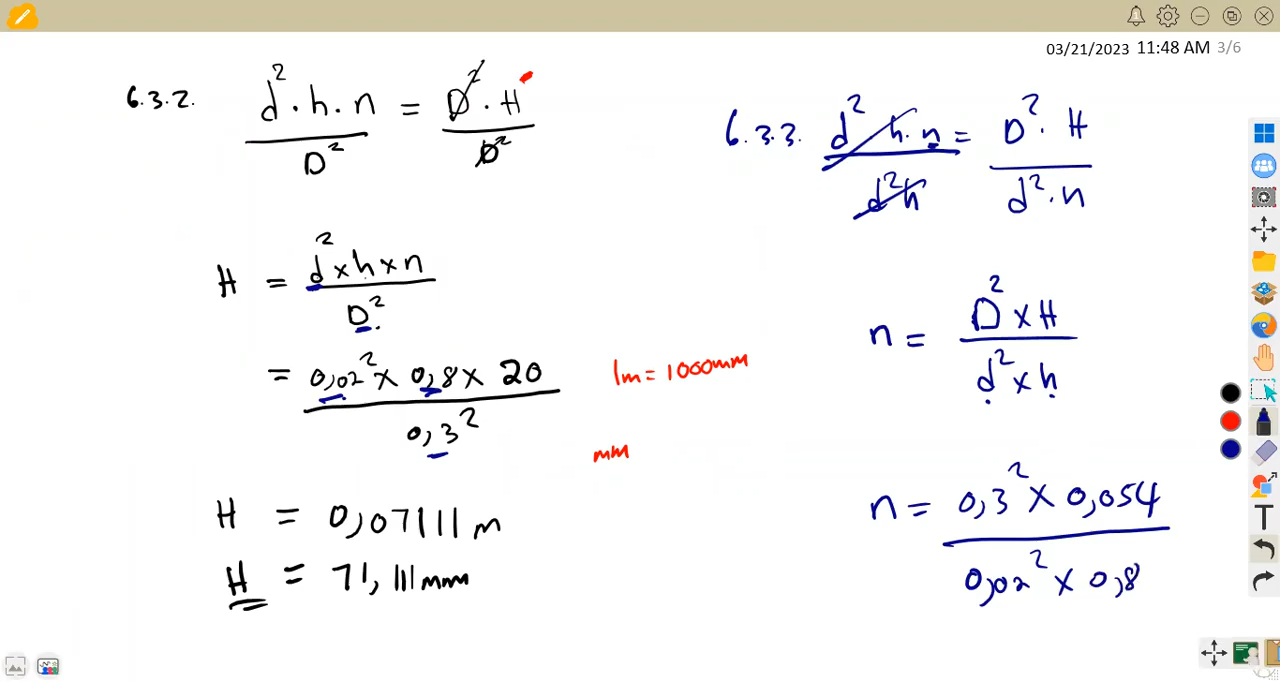 03/21/2023 11:48 AM 3/6
6.3.2. d².h.n / D² = D².H / D²
H = d²×h×n / D²
= 0,02²× 0,8× 20 / 0,3²
1m = 1000mm
mm
H = 0,07111 m
H = 71,111mm
6.3.3. d² h.n / d²h = D². H / d².n
n = D²×H / d²×h
n = 0,3²× 0,054 / 0,02²× 0,8
T